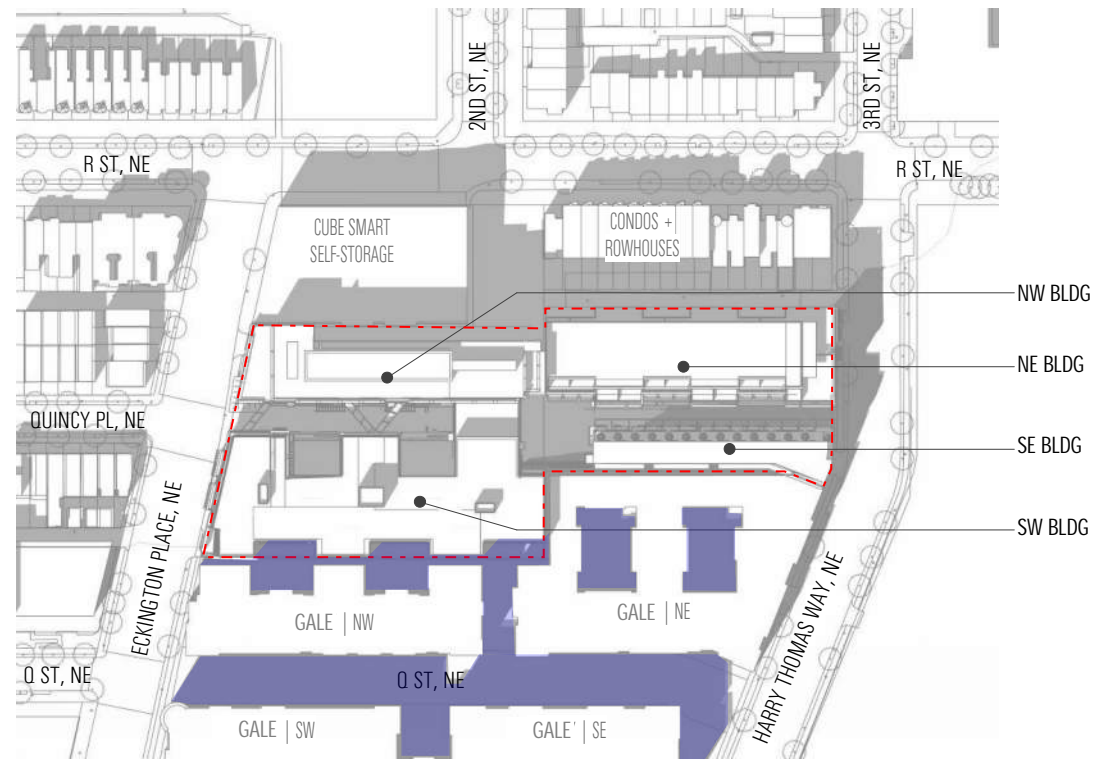 2ND ST, NE
3RD ST, NE
R ST, NE
R ST, NE
CUBE SMART
SELF-STORAGE
CONDOS +
ROWHOUSES
NW BLDG
NE BLDG
QUINCY PL, NE
SE BLDG
SW BLDG
ECKINGTON PLACE, NE
GALE | NW
GALE | NE
HARRY THOMAS WAY, NE
Q ST, NE
Q ST, NE
GALE | SW
GALE' | SE